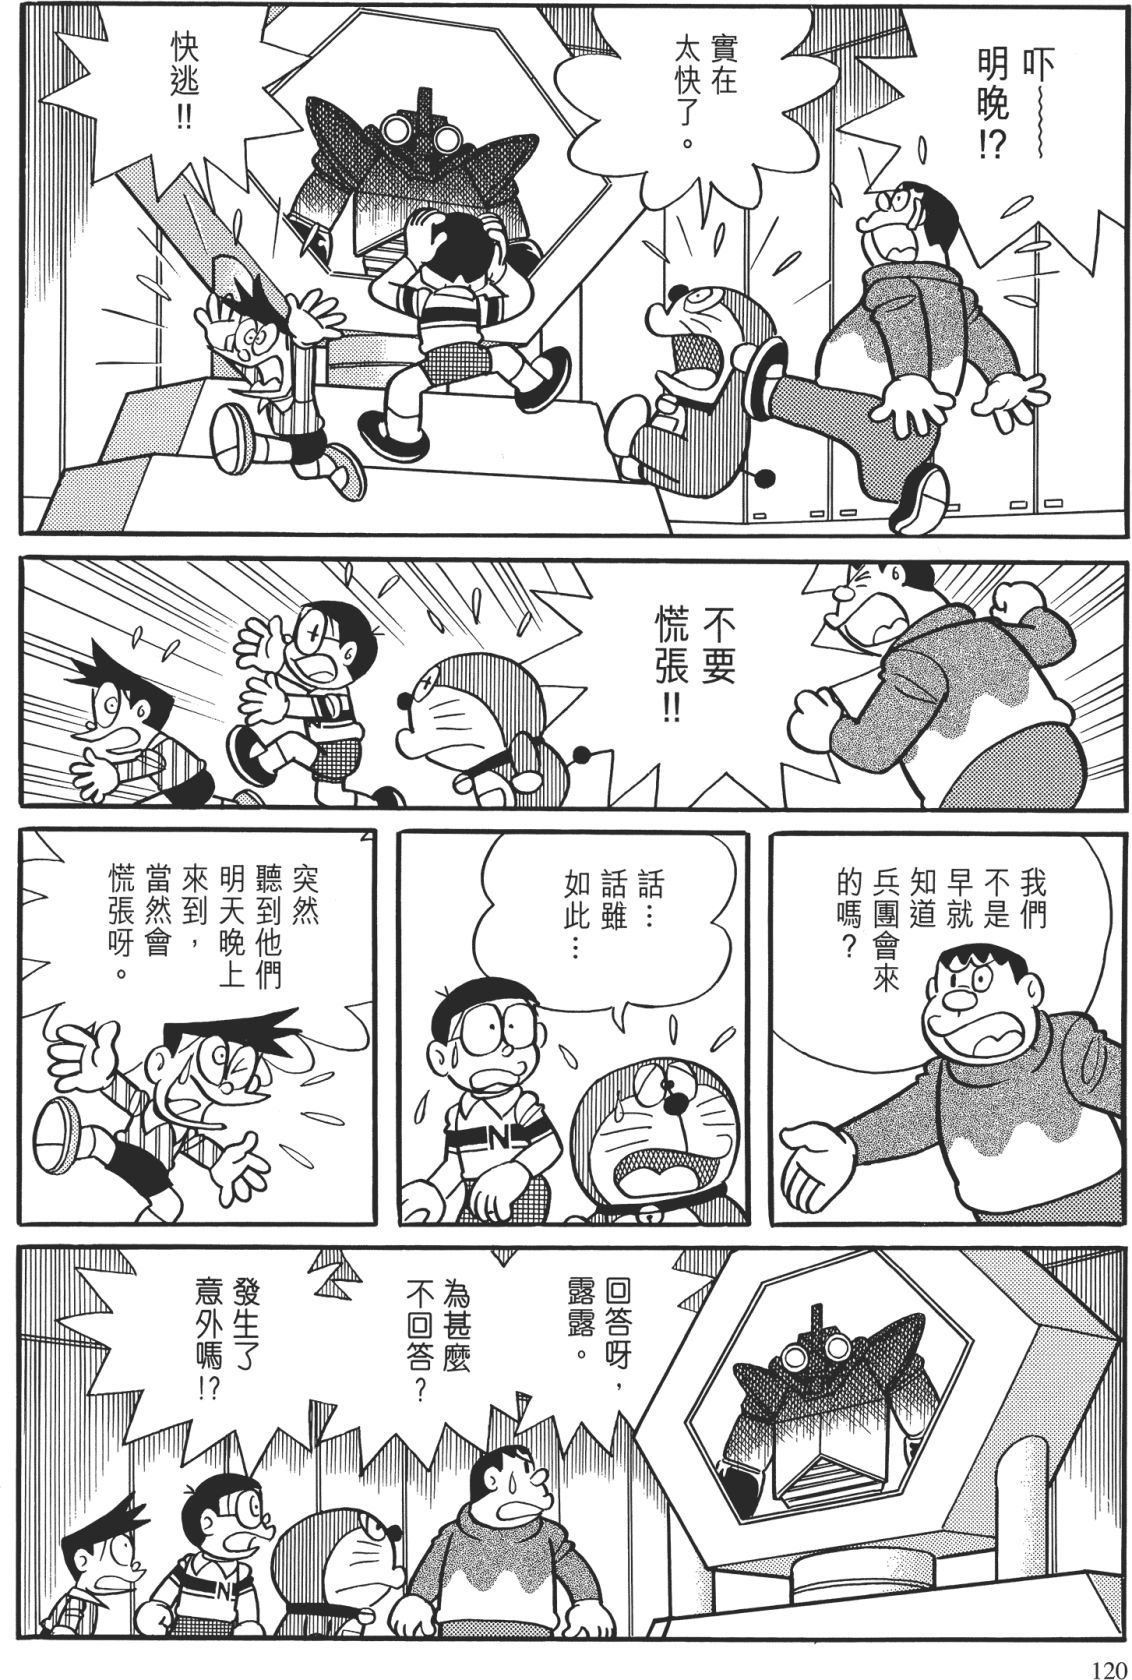 吓~~~~~
明晚!?
實在
太快了。
快逃!!
不要
慌張!!
我們
不是
早就
知道
兵團會來
的嗎？
話…
話雖
如此…
突然
聽到他們
明天晚上
來到，
當然會
慌張呀。
N
回答呀，
露露。
為甚麼
不回答？
發生了
意外嗎!?
N
120